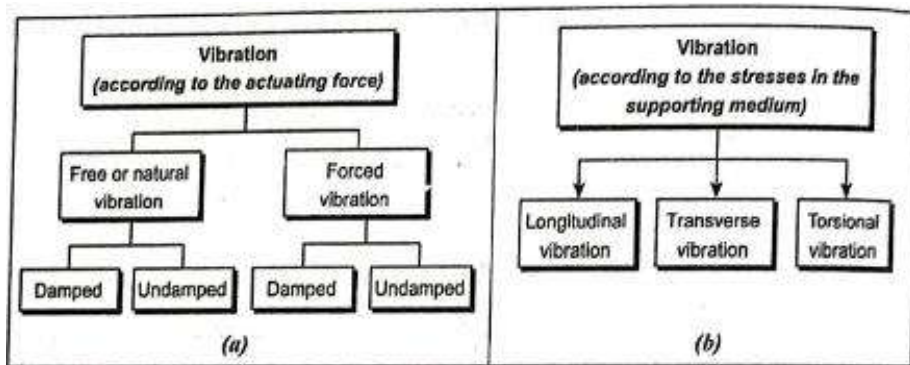 Vibration
(according to the actuating force)
Free or natural
vibration
Forced
vibration
Damped
Undamped
Damped
Undamped
(a)
Vibration
(according to the stresses in the
supporting medium)
Longitudinal
vibration
Transverse
vibration
Torsional
vibration
(b)